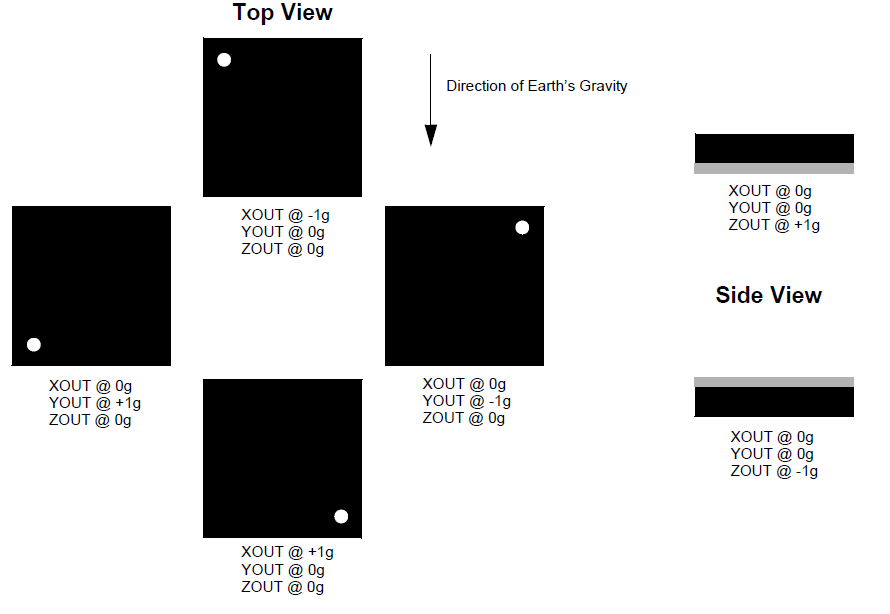 Top View
Direction of Earth's Gravity
XOUT @ -1g
YOUT @ 0g
ZOUT @ 0g
XOUT @ 0g
YOUT @ +1g
ZOUT @ 0g
XOUT @ 0g
YOUT @ -1g
ZOUT @ 0g
XOUT @ +1g
YOUT @ 0g
ZOUT @ 0g
XOUT @ 0g
YOUT @ 0g
ZOUT @ +1g
Side View
XOUT @ 0g
YOUT @ 0g
ZOUT @ -1g